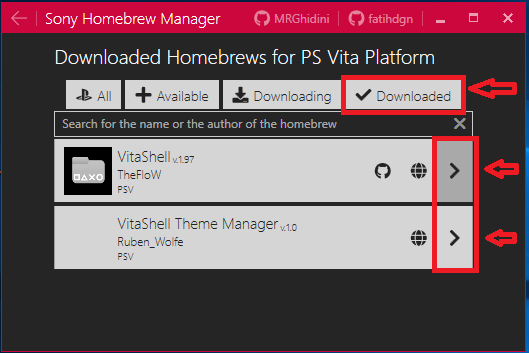 Sony Homebrew Manager
MRGhidini
fatihdgn
Downloaded Homebrews for PS Vita Platform
All
Available
Downloading
Downloaded
Search for the name or the author of the homebrew
VitaShell v.1.97
TheFloW
PSV
VitaShell Theme Manager v.1.0
Ruben_Wolfe
PSV